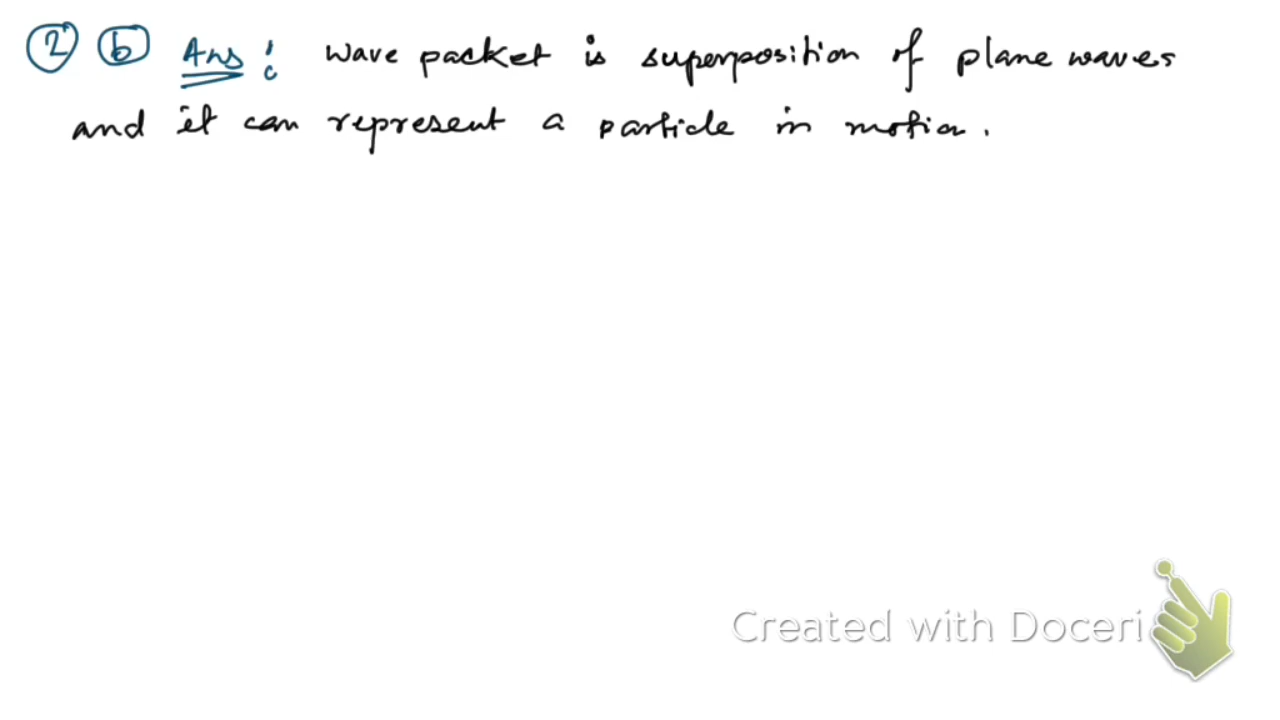 2 b Ans: Wave packet is superposition of plane waves
and it can represent a particle in motion.
Created with Doceri